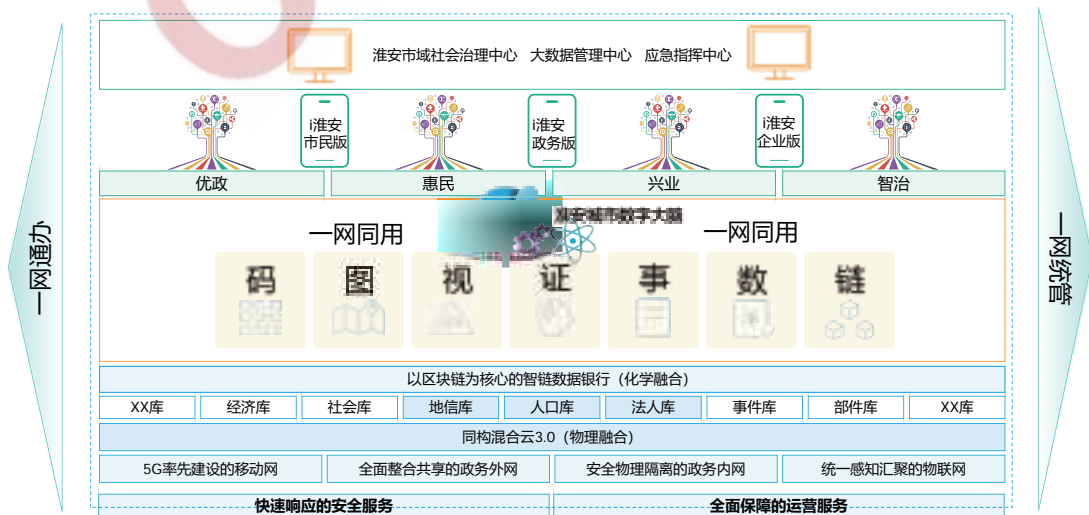 淮安市域社会治理中心 大数据管理中心 应急指挥中心
i淮安
市民版
i淮安
政务版
i淮安
企业版
优政
惠民
兴业
智治
一网通办
一网统管
淮安城市数字大脑
一网同用
一网同用
码
图
视
证
事
数
链
以区块链为核心的智链数据银行（化学融合）
XX库
经济库
社会库
地信库
人口库
法人库
事件库
部件库
XX库
同构混合云3.0（物理融合）
5G率先建设的移动网
全面整合共享的政务外网
安全物理隔离的政务内网
统一感知汇聚的物联网
快速响应的安全服务
全面保障的运营服务